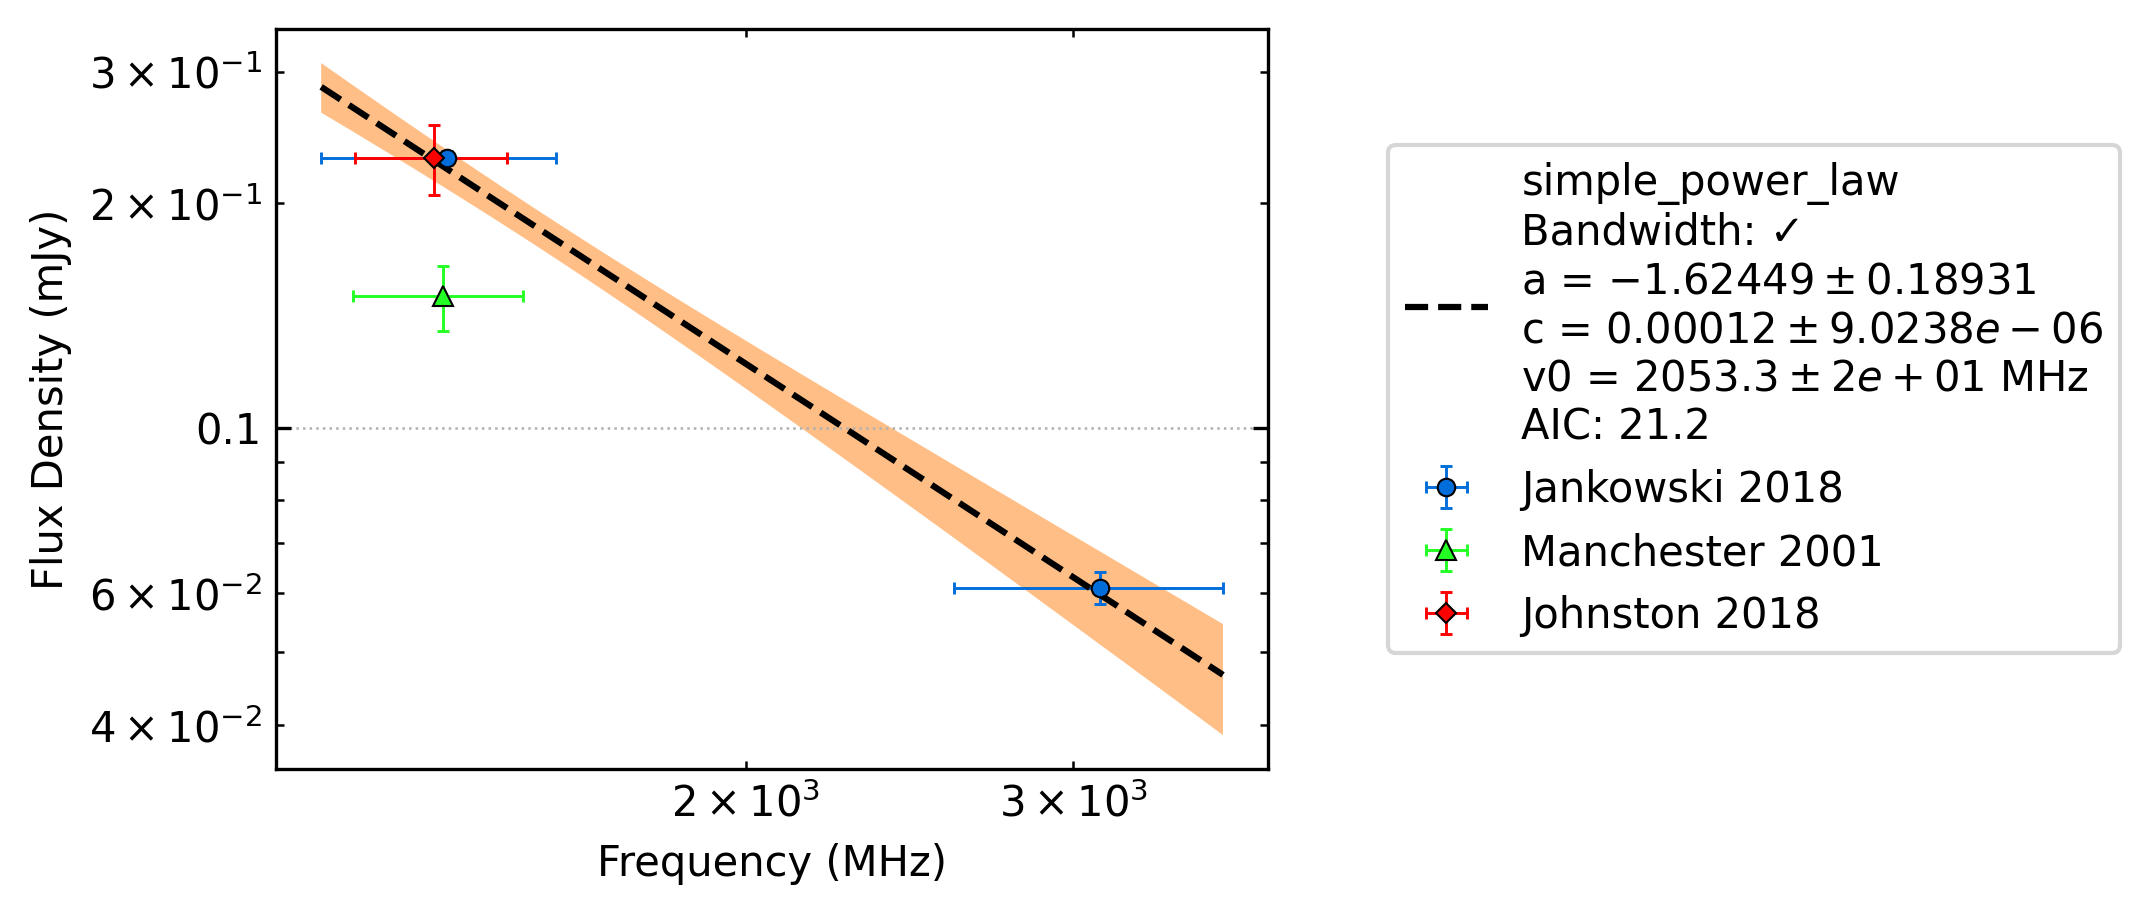 3 × 10⁻¹
2 × 10⁻¹
0.1
6 × 10⁻²
4 × 10⁻²
Flux Density (mJy)
2 × 10³
3 × 10³
Frequency (MHz)
simple_power_law
Bandwidth: ✓
a = −1.62449 ± 0.18931
c = 0.00012 ± 9.0238e − 06
v0 = 2053.3 ± 2e + 01 MHz
AIC: 21.2
Jankowski 2018
Manchester 2001
Johnston 2018